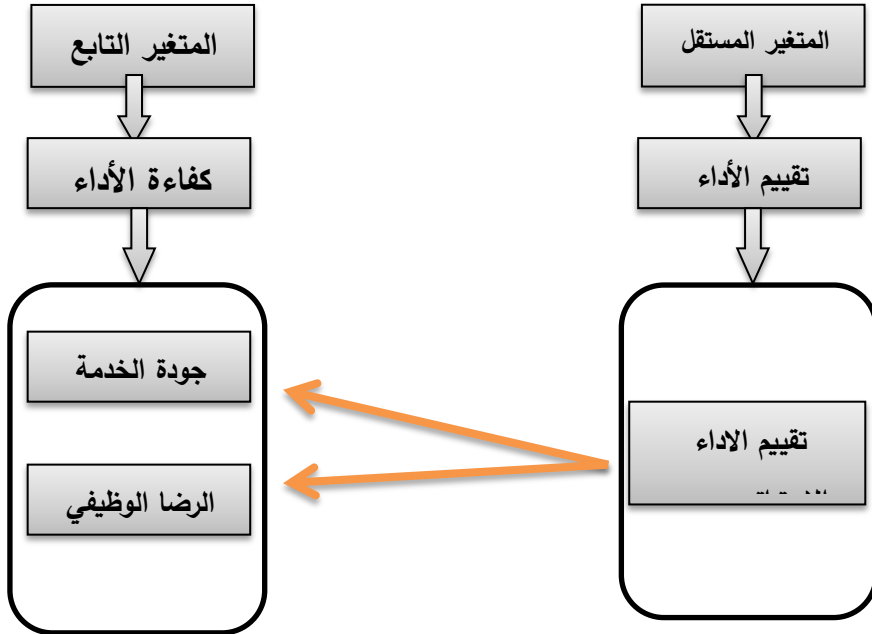 المتغير المستقل
المتغير التابع
تقييم الأداء
كفاءة الأداء
تقييم الاداء
جودة الخدمة
الرضا الوظيفي